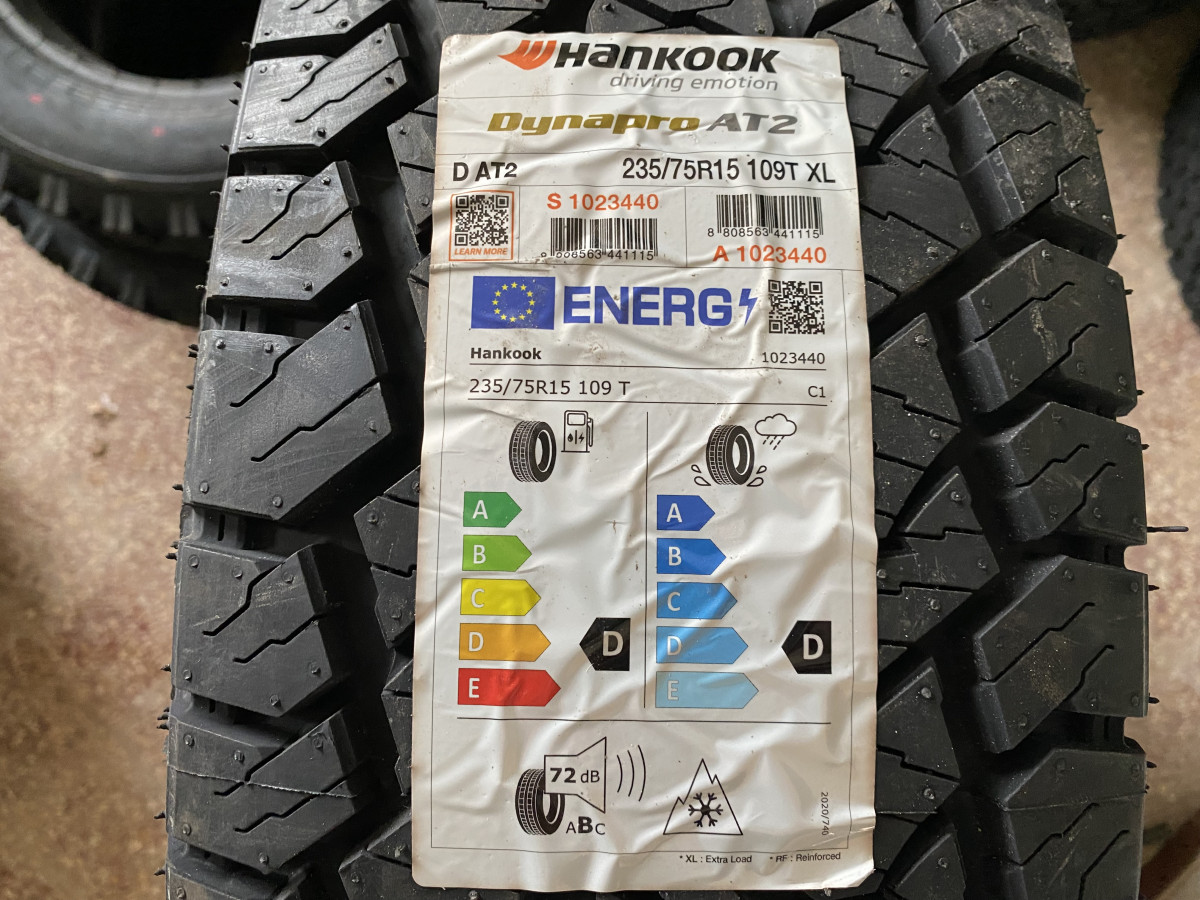 HANKOOK
driving emotion
Dynapro AT2
D AT2 235/75R15 109T XL
S 1023440
LEARN MORE
8 808563 441115
8 808563 441115
A 1023440
ENERG
Hankook 1023440
235/75R15 109 T C1
A A
B B
C C
D D D D
E E
72 dB
ABC
2020/740
* XL : Extra Load * RF : Reinforced